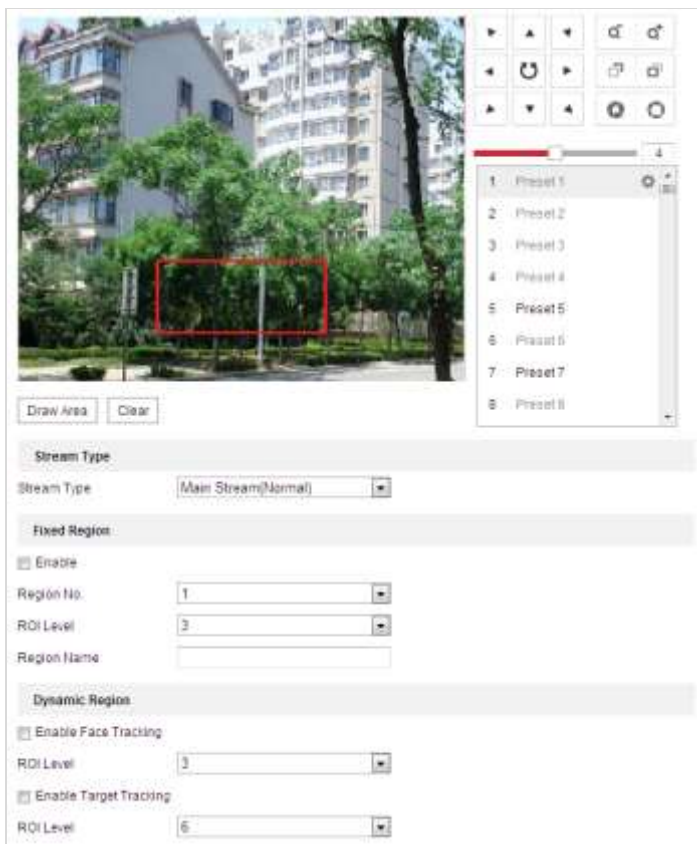 4
1 Preset 1
2 Preset 2
3 Preset 3
4 Preset 4
5 Preset 5
6 Preset 6
7 Preset 7
8 Preset 8
Draw Area Clear
Stream Type
Stream Type Main Stream(Normal)
Fixed Region
Enable
Region No. 1
ROI Level 3
Region Name
Dynamic Region
Enable Face Tracking
ROI Level 3
Enable Target Tracking
ROI Level 6